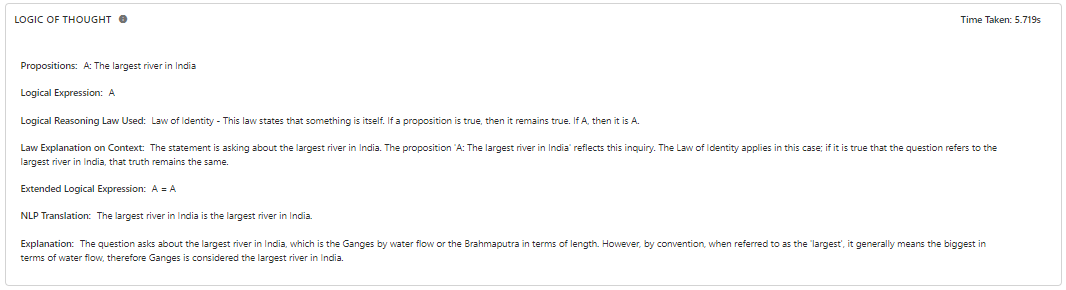 LOGIC OF THOUGHT
Time Taken: 5.719s
Propositions: A: The largest river in India
Logical Expression: A
Logical Reasoning Law Used: Law of Identity - This law states that something is itself. If a proposition is true, then it remains true. If A, then it is A.
Law Explanation on Context: The statement is asking about the largest river in India. The proposition 'A: The largest river in India' reflects this inquiry. The Law of Identity applies in this case; if it is true that the question refers to the
largest river in India, that truth remains the same.
Extended Logical Expression: A = A
NLP Translation: The largest river in India is the largest river in India.
Explanation: The question asks about the largest river in India, which is the Ganges by water flow or the Brahmaputra in terms of length. However, by convention, when referred to as the 'largest', it generally means the biggest in
terms of water flow, therefore Ganges is considered the largest river in India.